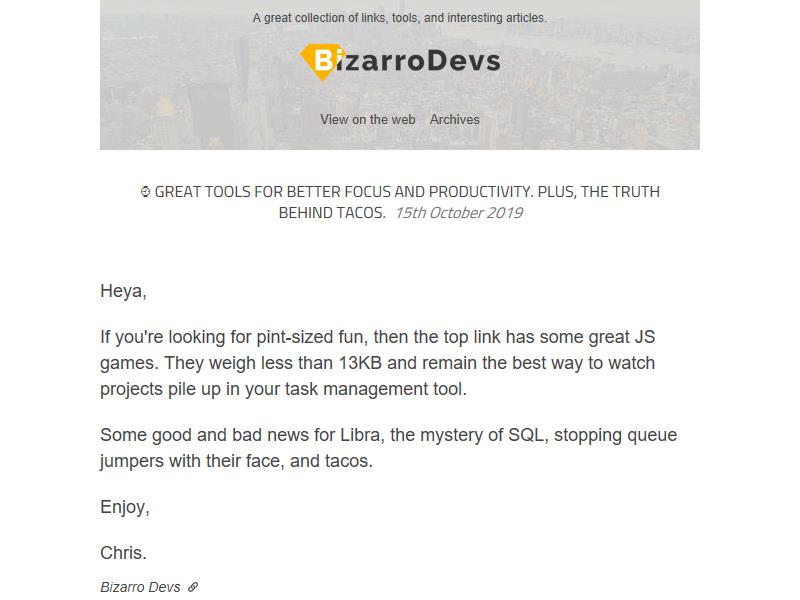 A great collection of links, tools, and interesting articles.
BizarroDevs
View on the web Archives
GREAT TOOLS FOR BETTER FOCUS AND PRODUCTIVITY. PLUS, THE TRUTH
BEHIND TACOS. 15th October 2019
Heya,
If you're looking for pint-sized fun, then the top link has some great JS
games. They weigh less than 13KB and remain the best way to watch
projects pile up in your task management tool.
Some good and bad news for Libra, the mystery of SQL, stopping queue
jumpers with their face, and tacos.
Enjoy,
Chris.
Bizarro Devs